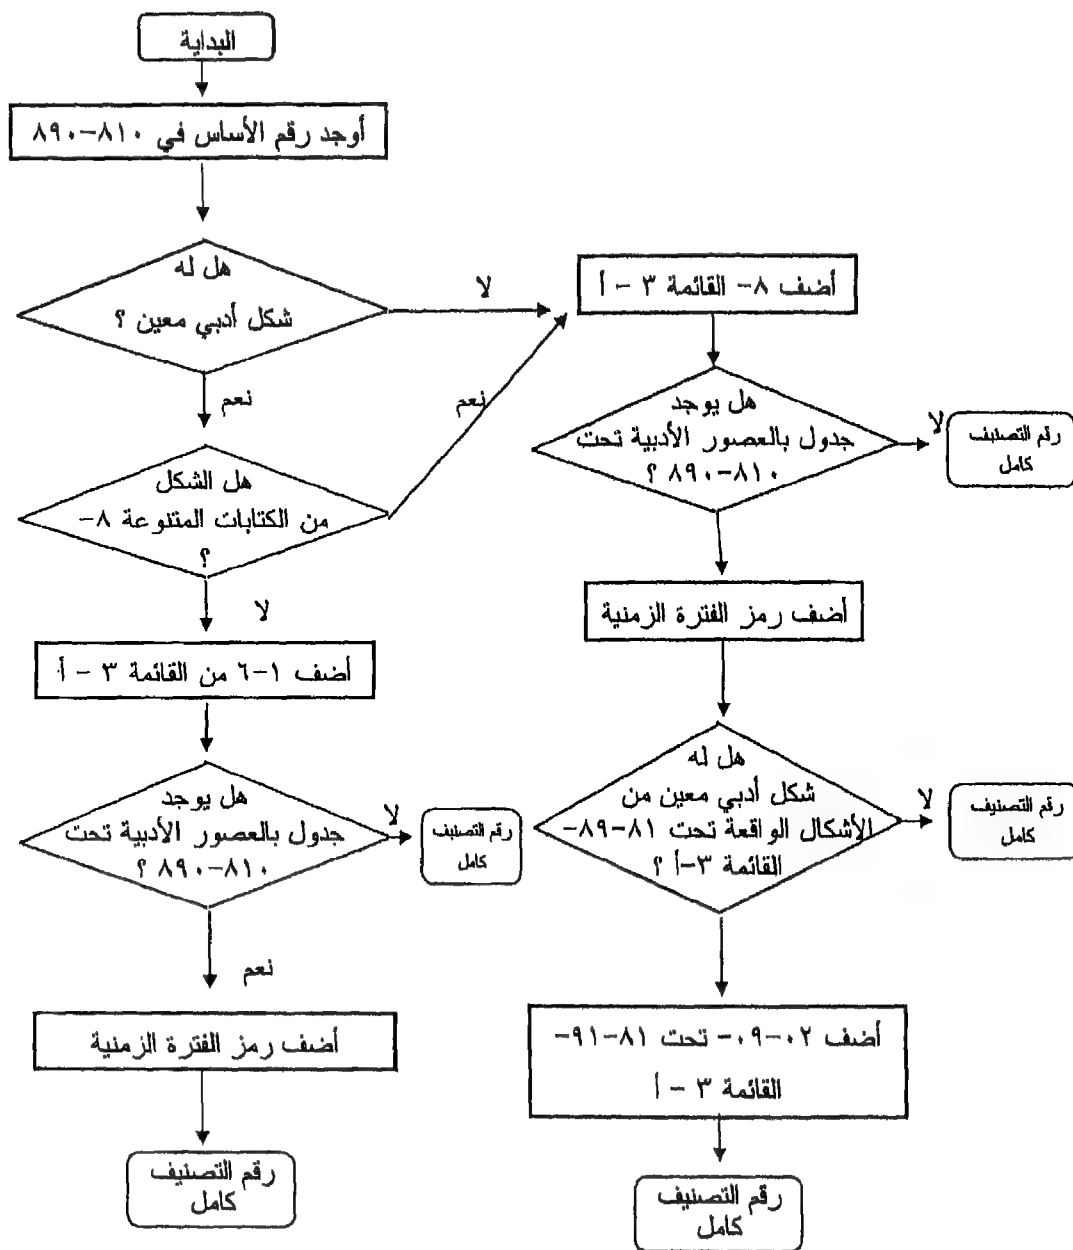 البداية
أوجد رقم الأساس في ٨١٠-٨٩٠
هل له
شكل أدبي معين ؟
لا
نعم
نعم
هل الشكل
من الكتابات المتنوعة ٨-
؟
لا
أضف ١-٦ من القائمة ٣ - أ
هل يوجد
جدول بالعصور الأدبية تحت
٨١٠-٨٩٠ ؟
لا
رقم التصنيف
كامل
نعم
أضف رمز الفترة الزمنية
رقم التصنيف
كامل
أضف ٨- القائمة ٣ - أ
هل يوجد
جدول بالعصور الأدبية تحت
٨١٠-٨٩٠ ؟
لا
رقم التصنيف
كامل
أضف رمز الفترة الزمنية
هل له
شكل أدبي معين من
الأشكال الواقعة تحت ٨١-٨٩-
القائمة ٣-أ ؟
لا
رقم التصنيف
كامل
أضف ٠٢-٠٩- تحت ٨١-٩١-
القائمة ٣ - أ
رقم التصنيف
كامل